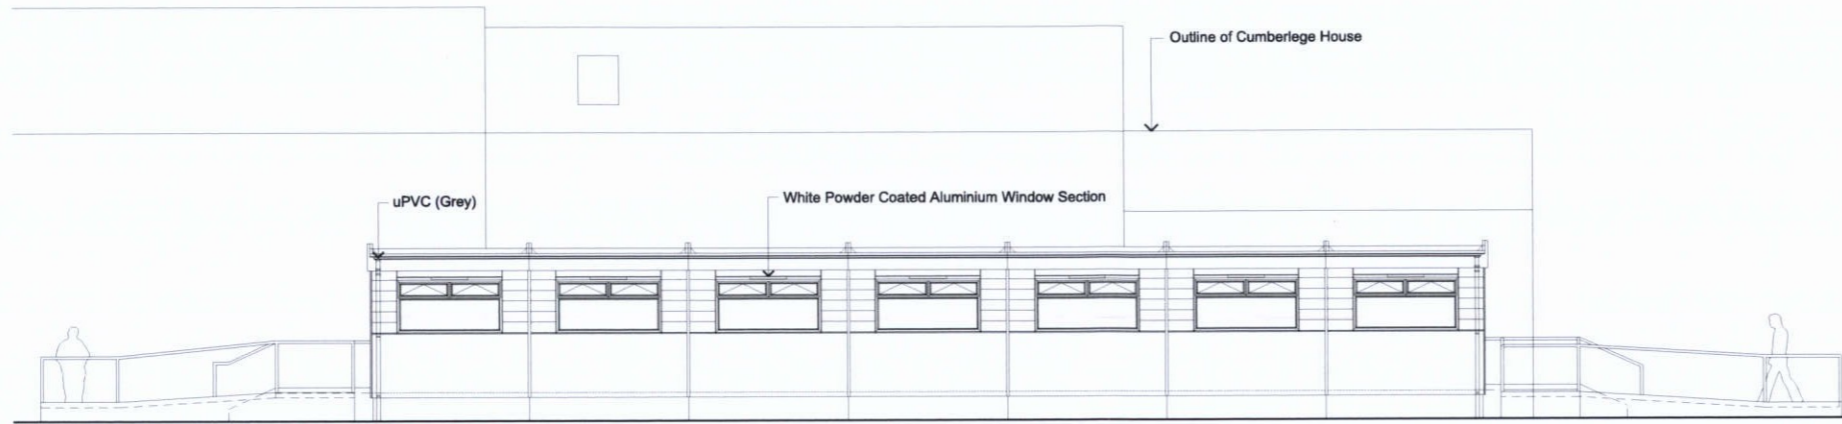 Outline of Cumberlege House
uPVC (Grey)
White Powder Coated Aluminium Window Section